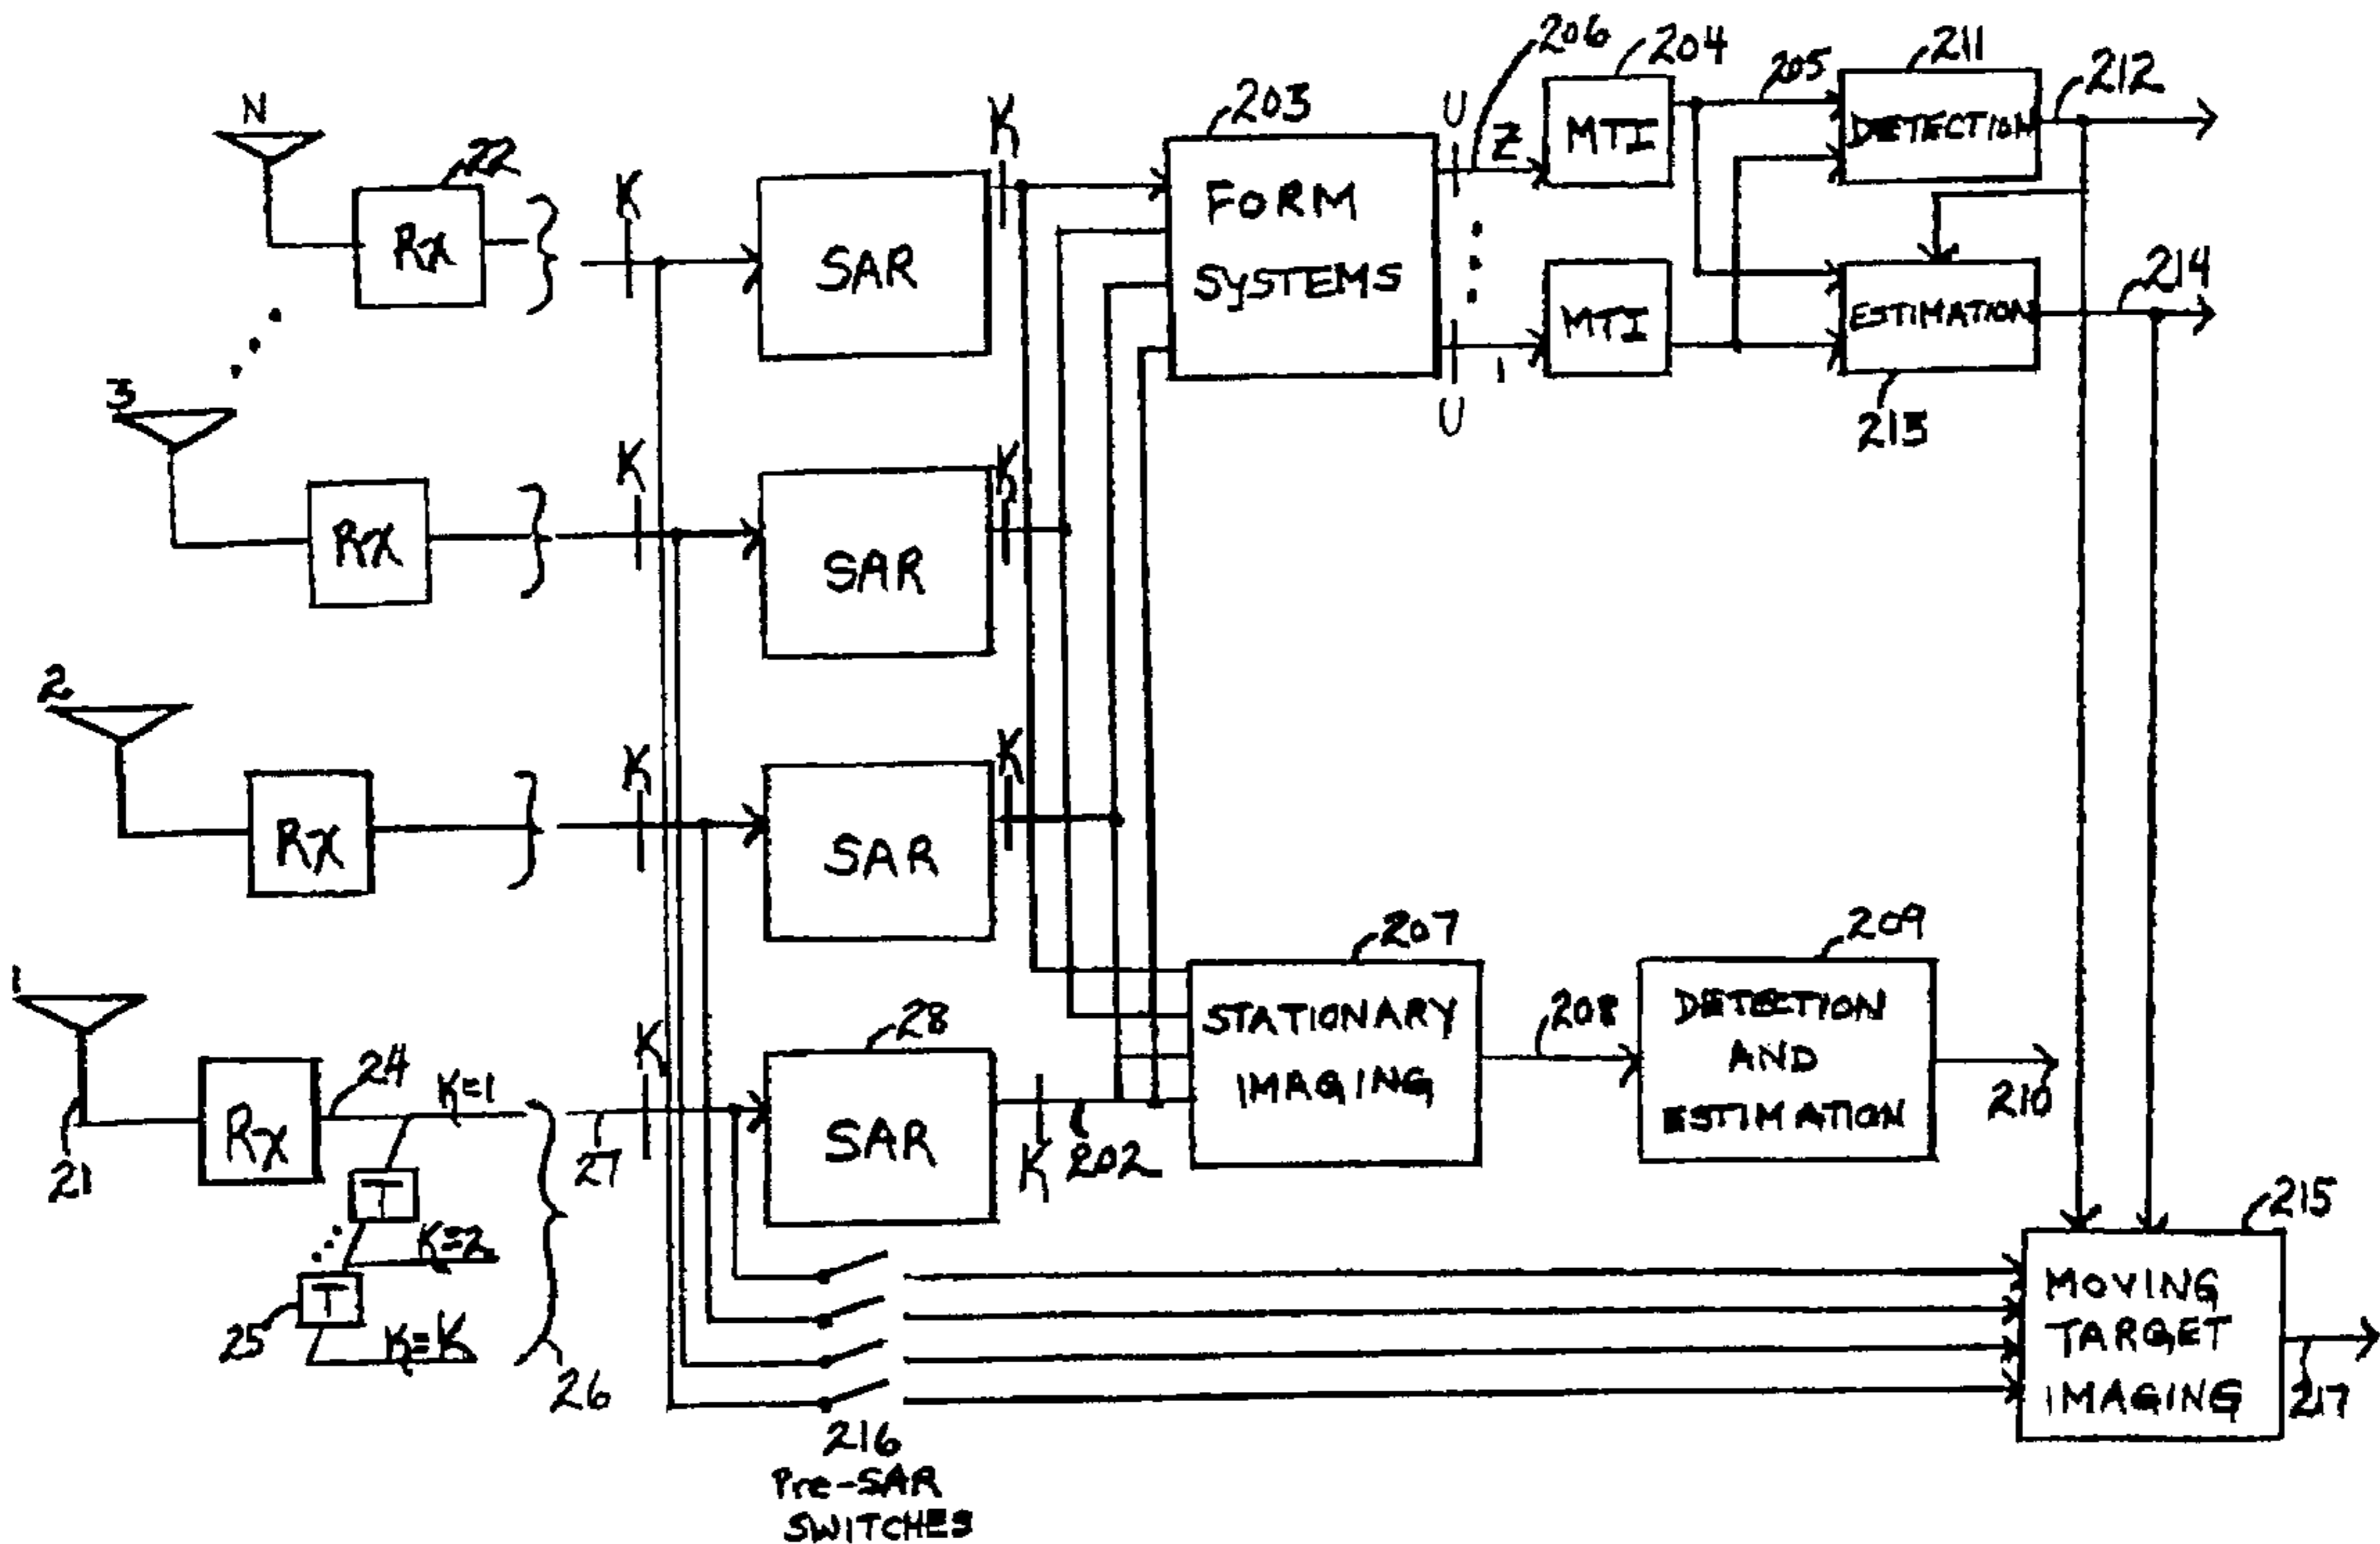 206
204
211
205
212
203
N
22
K
K
U
Z
MTI
DETECTION
RX
SAR
FORM
SYSTEMS
214
MTI
ESTIMATION
1
U
213
3
K
K
RX
SAR
2
K
K
RX
SAR
207
209
1
28
208
STATIONARY
IMAGING
DETECTION
AND
ESTIMATION
24
K=1
K
210
RX
SAR
21
27
K
202
T
K=2
215
T
25
K=K
26
MOVING
TARGET
IMAGING
217
216
Pre-SAR
SWITCHES